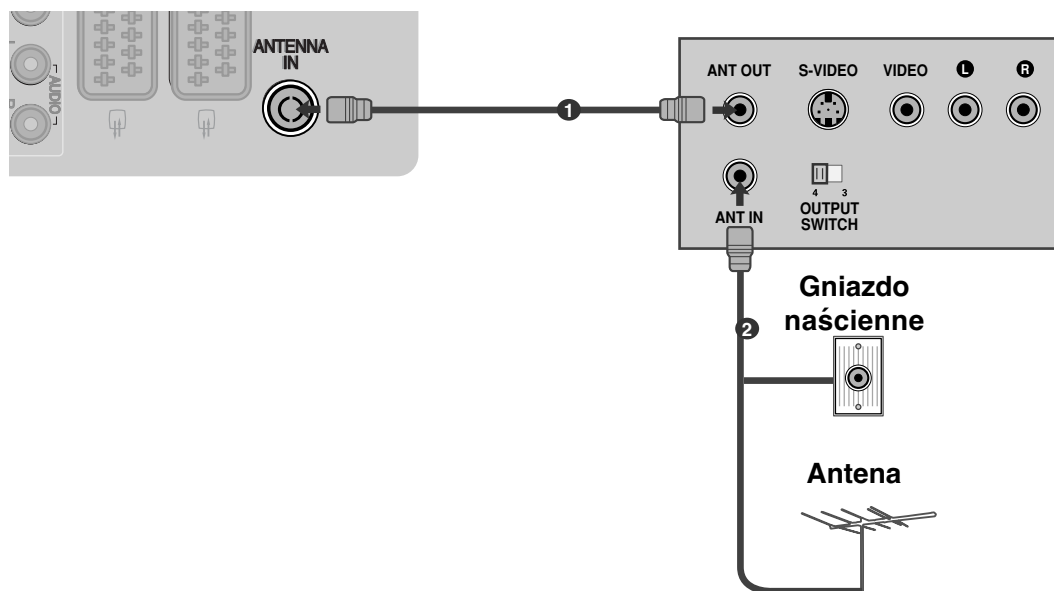 ANTENNA
IN
AUDIO
R
1
ANT OUT
S-VIDEO
VIDEO
L
R
ANT IN
4 3
OUTPUT
SWITCH
2
Gniazdo
naścienne
Antena